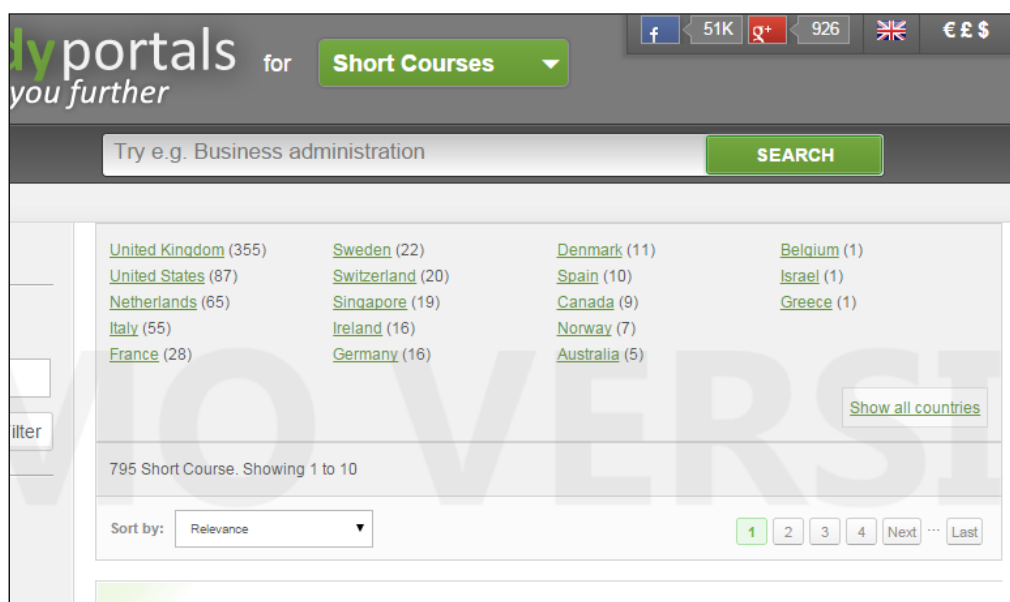 dyportals for Short Courses
you further
f 51K g+ 926 €£$
Try e.g. Business administration SEARCH
United Kingdom (355) Sweden (22) Denmark (11) Belgium (1)
United States (87) Switzerland (20) Spain (10) Israel (1)
Netherlands (65) Singapore (19) Canada (9) Greece (1)
Italy (55) Ireland (16) Norway (7)
France (28) Germany (16) Australia (5)
Show all countries
ilter
MO VERSI
795 Short Course. Showing 1 to 10
Sort by: Relevance 1 2 3 4 Next ... Last